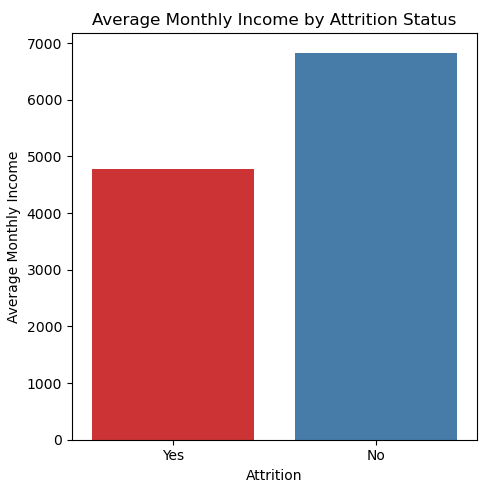 Average Monthly Income by Attrition Status
7000
6000
5000
4000
3000
2000
1000
0
Average Monthly Income
Yes
No
Attrition